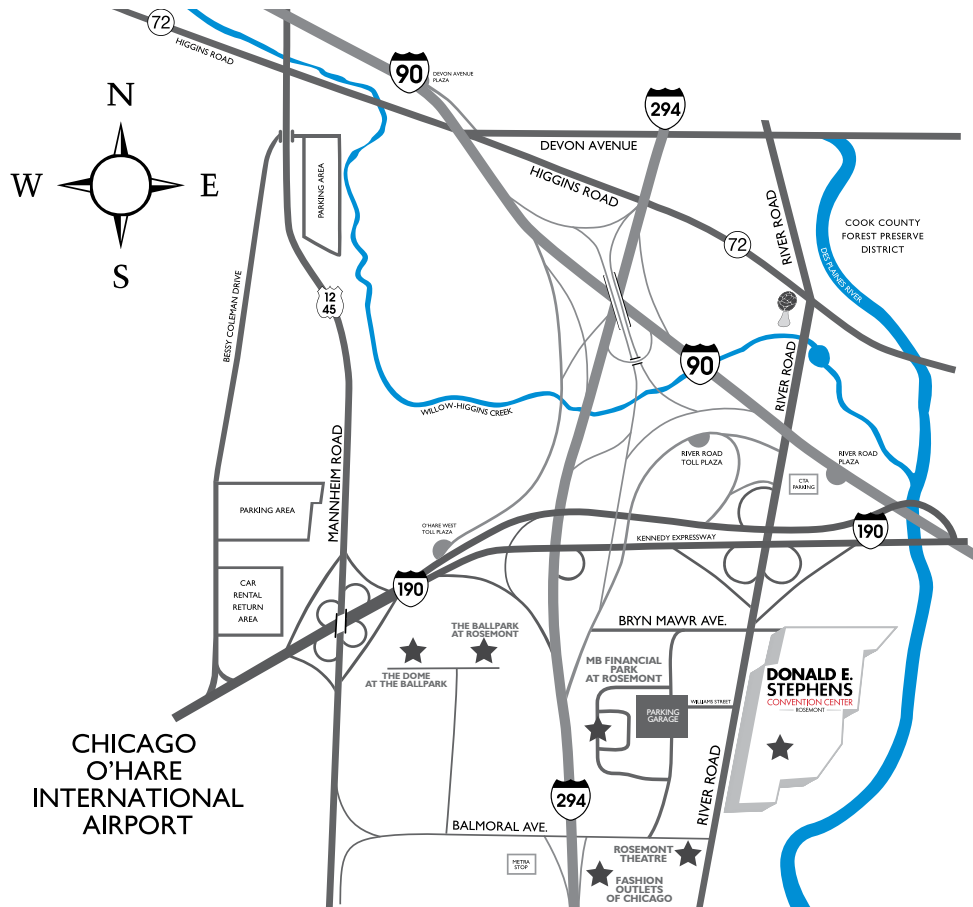 72
HIGGINS ROAD
90
DEVON AVENUE
PLAZA
294
N
W
E
S
DEVON AVENUE
HIGGINS ROAD
PARKING AREA
RIVER ROAD
72
COOK COUNTY
FOREST PRESERVE
DISTRICT
DES PLAINES RIVER
12
45
BESSY COLEMAN DRIVE
90
RIVER ROAD
WILLOW-HIGGINS CREEK
MANNHEIM ROAD
RIVER ROAD
TOLL PLAZA
RIVER ROAD
PLAZA
CTA
PARKING
PARKING AREA
O'HARE WEST
TOLL PLAZA
190
KENNEDY EXPRESSWAY
190
CAR
RENTAL
RETURN
AREA
THE BALLPARK
AT ROSEMONT
BRYN MAWR AVE.
THE DOME
AT THE BALLPARK
MB FINANCIAL
PARK
AT ROSEMONT
DONALD E.
STEPHENS
CONVENTION CENTER
ROSEMONT
WILLIAMS STREET
PARKING
GARAGE
RIVER ROAD
CHICAGO
O'HARE
INTERNATIONAL
AIRPORT
294
BALMORAL AVE.
METRA
STOP
ROSEMONT
THEATRE
FASHION
OUTLETS
OF CHICAGO